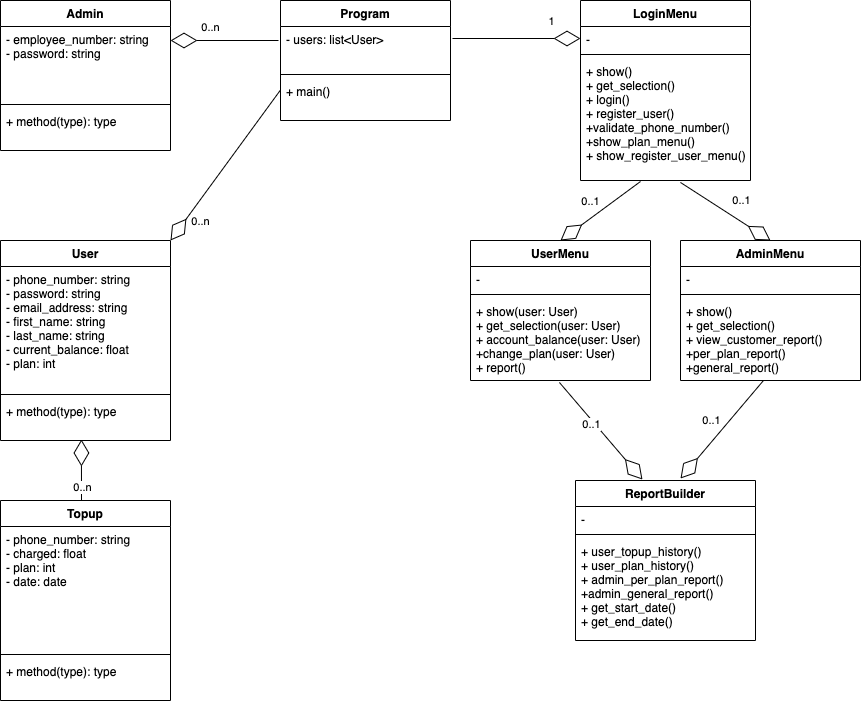 Admin
- employee_number: string
- password: string
+ method(type): type
0..n
Program
- users: list<User>
+ main()
1
LoginMenu
-
+ show()
+ get_selection()
+ login()
+ register_user()
+validate_phone_number()
+show_plan_menu()
+ show_register_user_menu()
0..n
0..1
0..1
User
- phone_number: string
- password: string
- email_address: string
- first_name: string
- last_name: string
- current_balance: float
- plan: int
+ method(type): type
UserMenu
-
+ show(user: User)
+ get_selection(user: User)
+ account_balance(user: User)
+change_plan(user: User)
+ report()
AdminMenu
-
+ show()
+ get_selection()
+ view_customer_report()
+per_plan_report()
+general_report()
0..1
0..1
0..n
Topup
- phone_number: string
- charged: float
- plan: int
- date: date
+ method(type): type
ReportBuilder
-
+ user_topup_history()
+ user_plan_history()
+ admin_per_plan_report()
+admin_general_report()
+ get_start_date()
+ get_end_date()